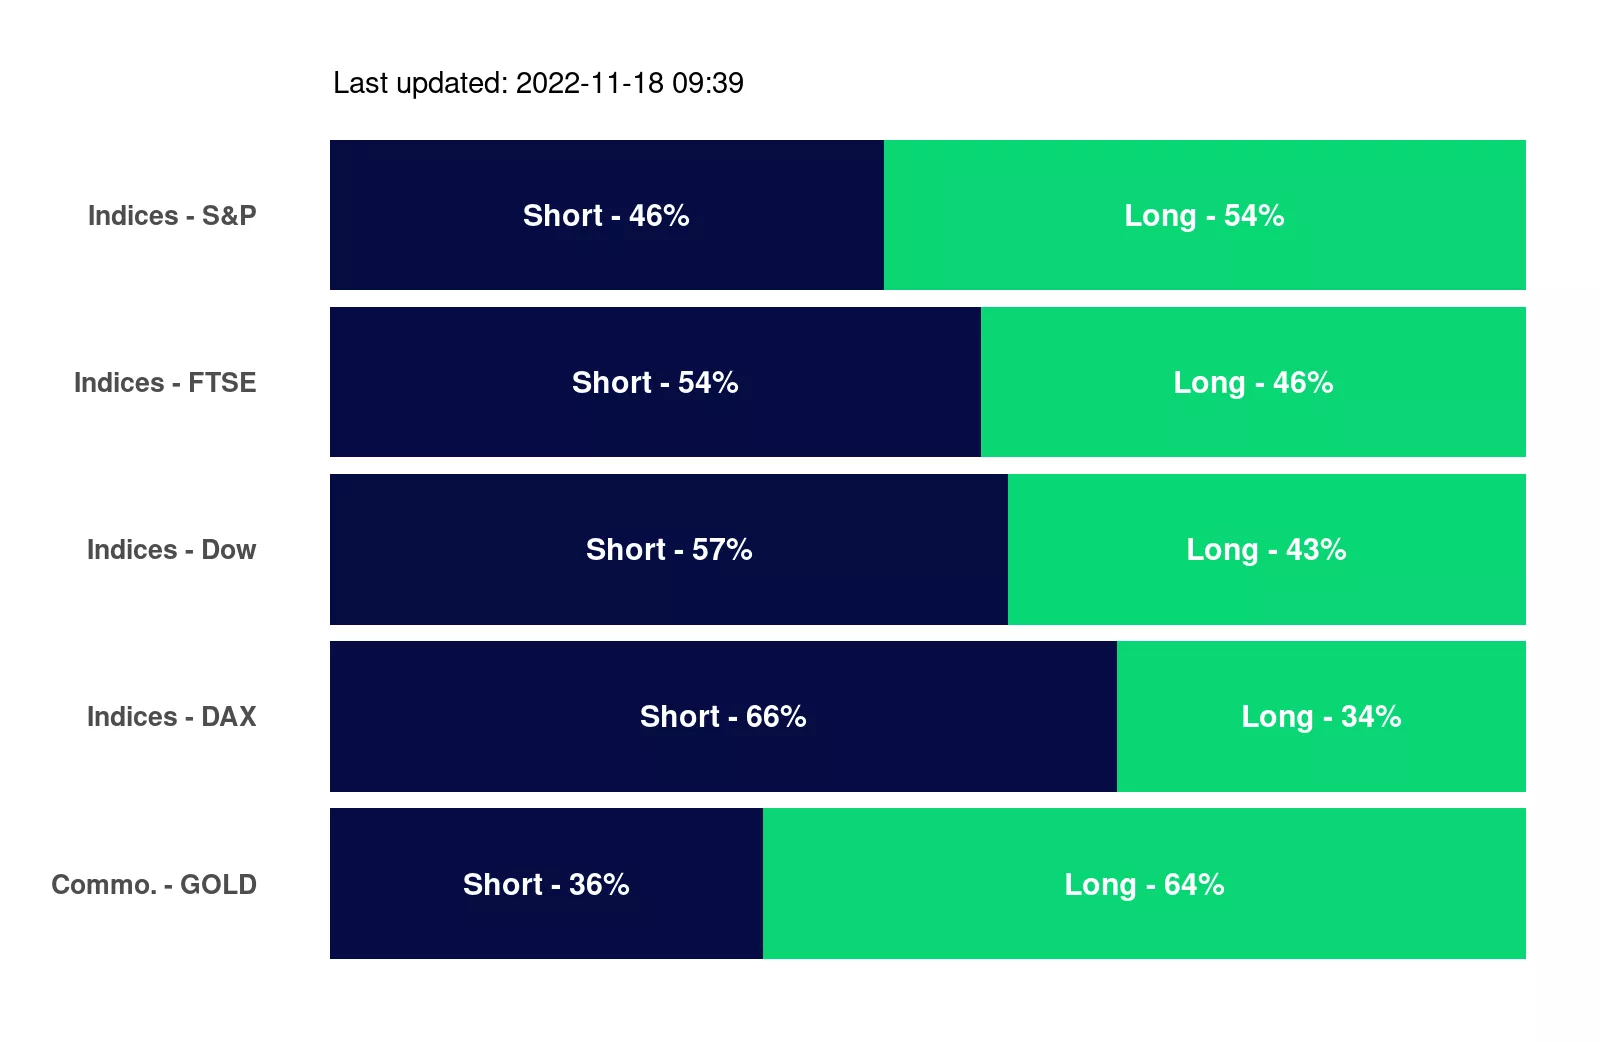 Last updated: 2022-11-18 09:39
Indices - S&P
Short - 46%
Long - 54%
Indices - FTSE
Short - 54%
Long - 46%
Indices - Dow
Short - 57%
Long - 43%
Indices - DAX
Short - 66%
Long - 34%
Commo. - GOLD
Short - 36%
Long - 64%